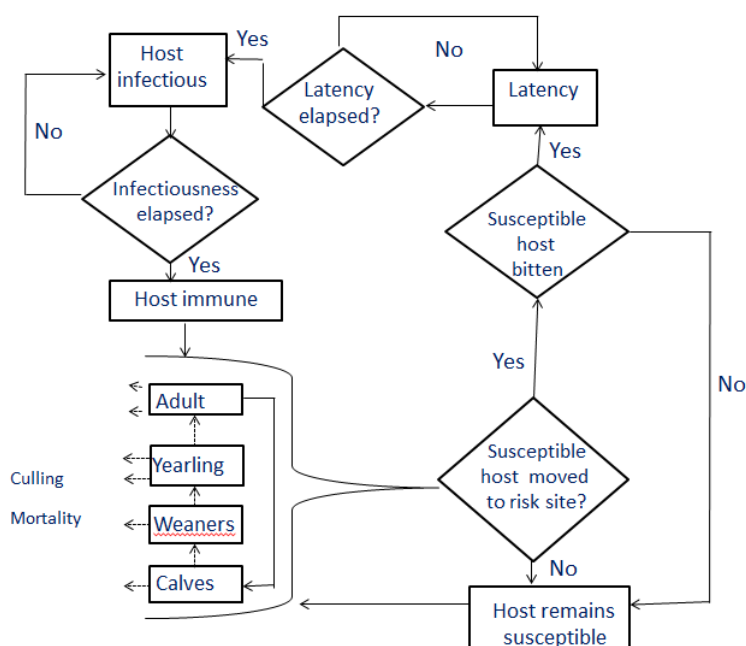 Host
infectious
Yes
No
Latency
elapsed?
Latency
No
Yes
Infectiousness
elapsed?
Susceptible
host
bitten
Yes
Host immune
Yes
No
Adult
Yearling
Susceptible
host moved
to risk site?
Culling
Mortality
Weaners
Calves
No
Host remains
susceptible